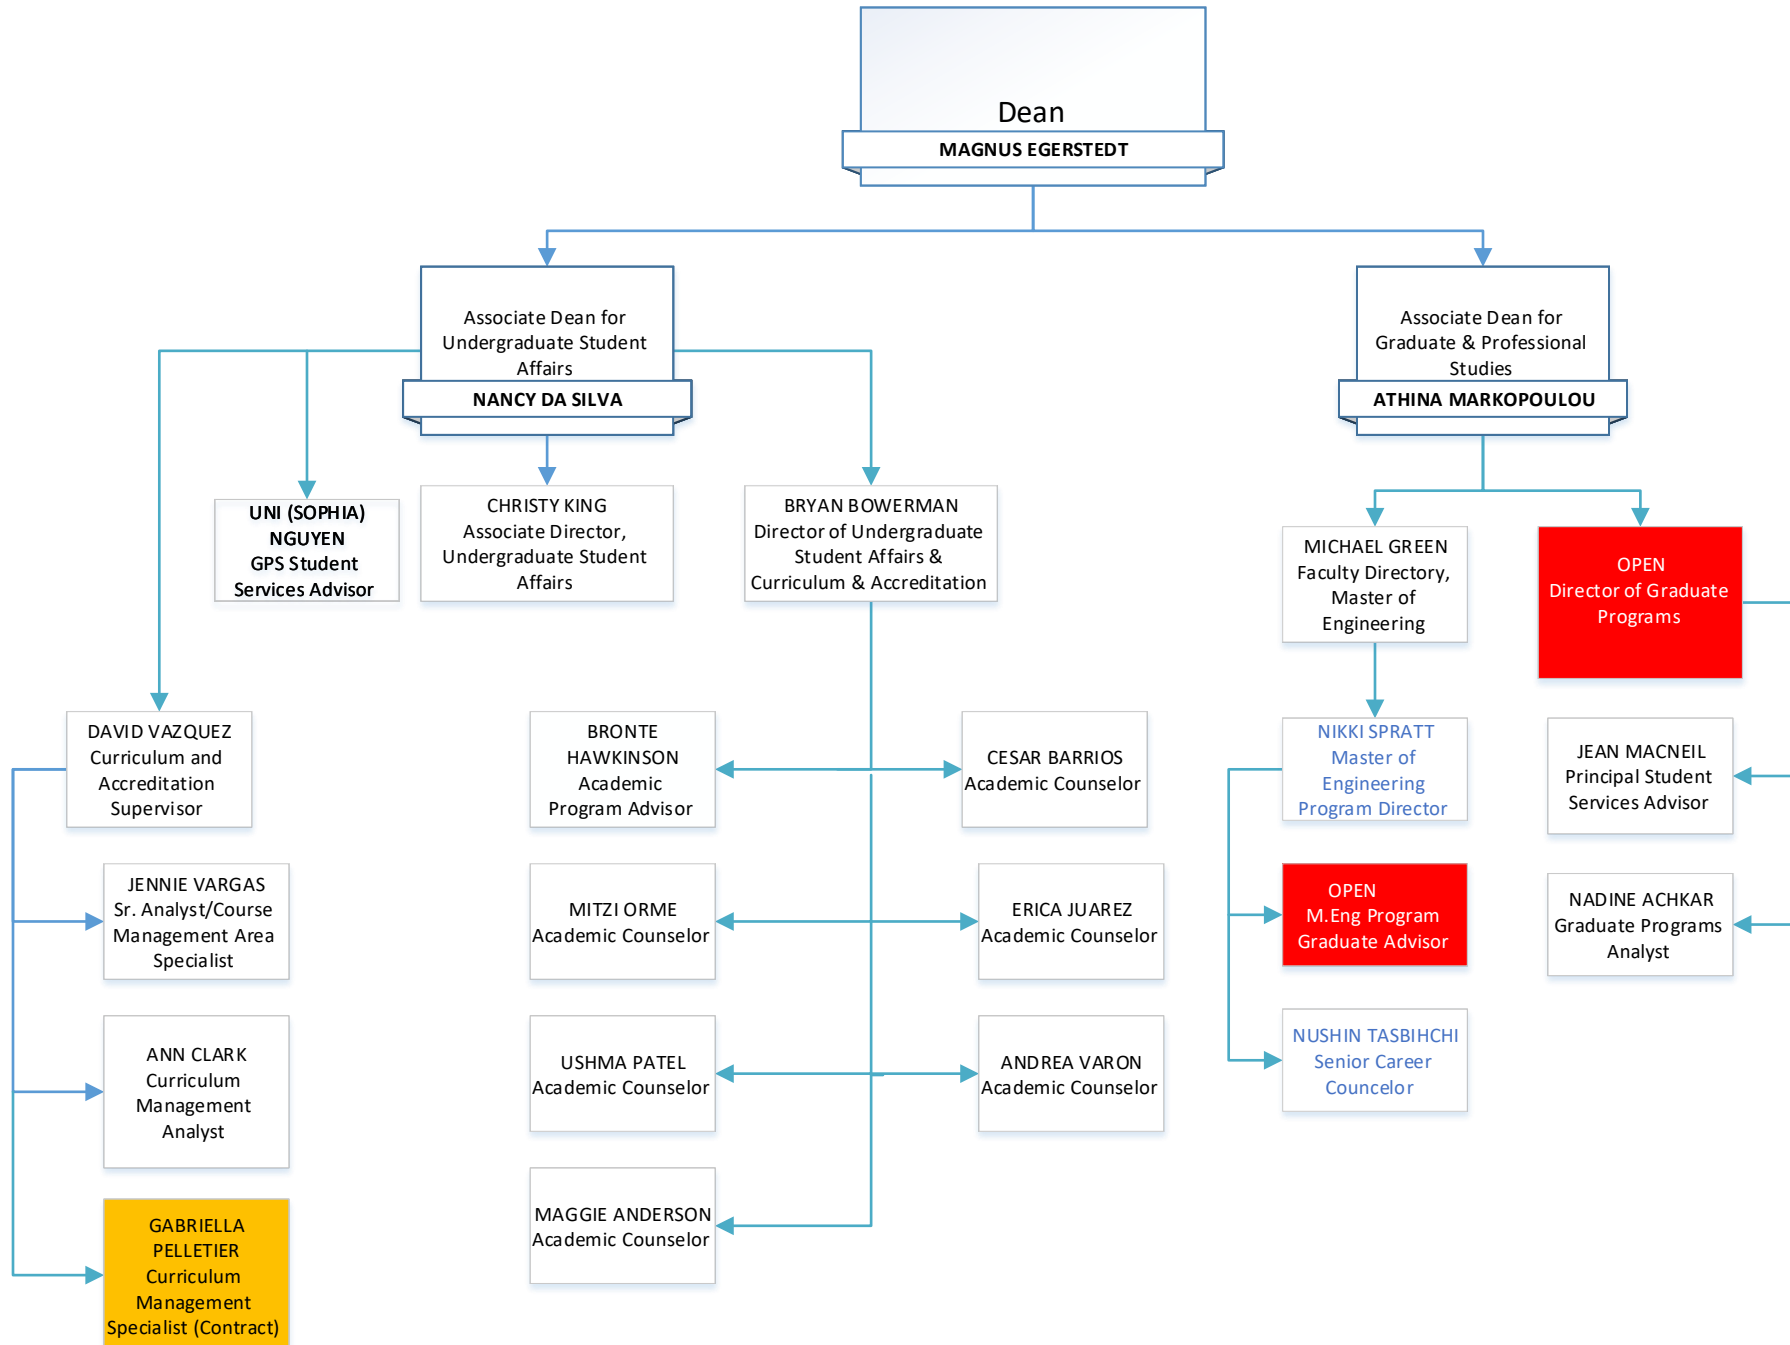 Dean
MAGNUS EGERSTEDT
Associate Dean for
Undergraduate Student
Affairs
NANCY DA SILVA
Associate Dean for
Graduate & Professional
Studies
ATHINA MARKOPOULOU
UNI (SOPHIA)
NGUYEN
GPS Student
Services Advisor
CHRISTY KING
Associate Director,
Undergraduate Student
Affairs
BRYAN BOWERMAN
Director of Undergraduate
Student Affairs &
Curriculum & Accreditation
MICHAEL GREEN
Faculty Directory,
Master of
Engineering
OPEN
Director of Graduate
Programs
DAVID VAZQUEZ
Curriculum and
Accreditation
Supervisor
BRONTE
HAWKINSON
Academic
Program Advisor
CESAR BARRIOS
Academic Counselor
NIKKI SPRATT
Master of
Engineering
Program Director
JEAN MACNEIL
Principal Student
Services Advisor
JENNIE VARGAS
Sr. Analyst/Course
Management Area
Specialist
MITZI ORME
Academic Counselor
ERICA JUAREZ
Academic Counselor
OPEN
M.Eng Program
Graduate Advisor
NADINE ACHKAR
Graduate Programs
Analyst
ANN CLARK
Curriculum
Management
Analyst
USHMA PATEL
Academic Counselor
ANDREA VARON
Academic Counselor
NUSHIN TASBIHCHI
Senior Career
Councelor
GABRIELLA
PELLETIER
Curriculum
Management
Specialist (Contract)
MAGGIE ANDERSON
Academic Counselor